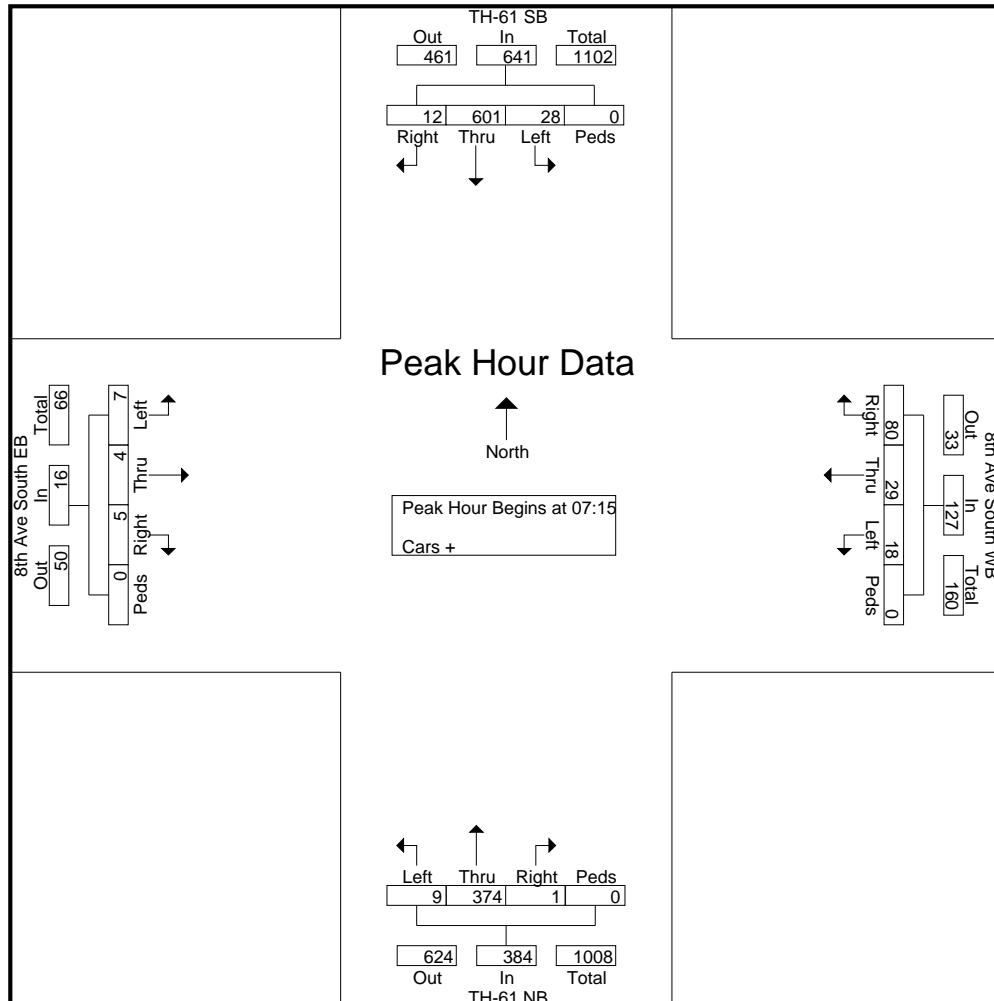 TH-61 SB
Out In Total
461 641 1102
12 601 28 0
Right Thru Left Peds
Peak Hour Data
North
Peak Hour Begins at 07:15
Cars +
8th Ave South EB
Out In Total
50 16 66
7 4 5 0
Left Thru Right Peds
8th Ave South WB
Out In Total
33 127 160
Right Thru Left Peds
80 29 18 0
Left Thru Right Peds
9 374 1 0
624 384 1008
Out In Total
TH-61 NB